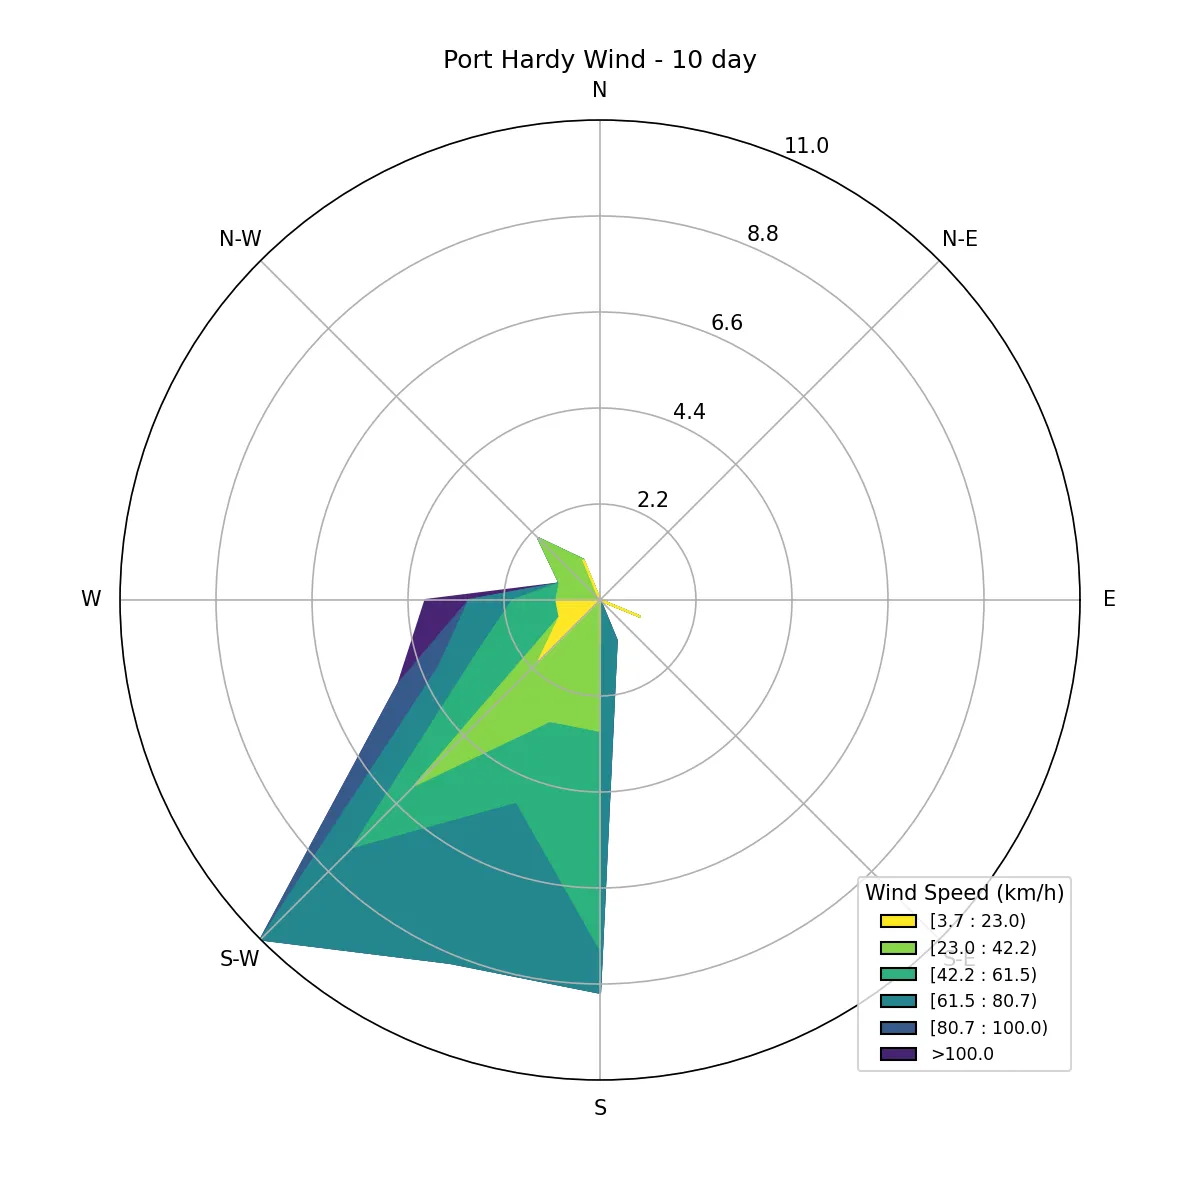 Port Hardy Wind - 10 day
N
11.0
N-W
8.8
N-E
6.6
4.4
2.2
W
E
Wind Speed (km/h)
[3.7 : 23.0)
[23.0 : 42.2)
S-W
S-E
[42.2 : 61.5)
[61.5 : 80.7)
[80.7 : 100.0)
>100.0
S